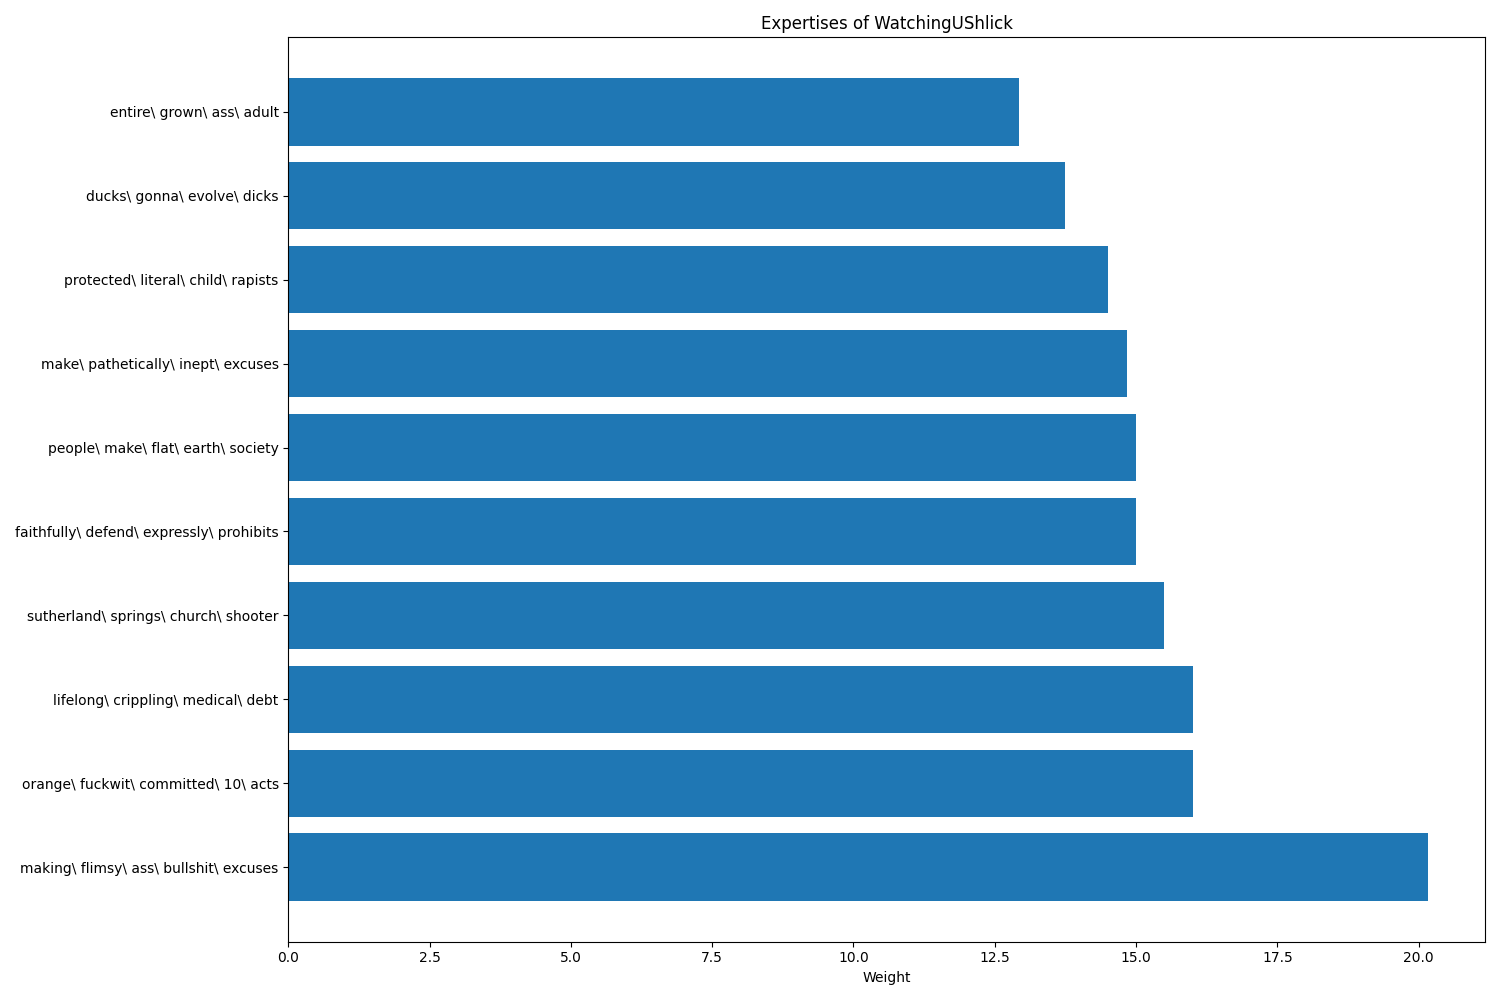 Expertises of WatchingUShlick
entire\ grown\ ass\ adult
ducks\ gonna\ evolve\ dicks
protected\ literal\ child\ rapists
make\ pathetically\ inept\ excuses
people\ make\ flat\ earth\ society
faithfully\ defend\ expressly\ prohibits
sutherland\ springs\ church\ shooter
lifelong\ crippling\ medical\ debt
orange\ fuckwit\ committed\ 10\ acts
making\ flimsy\ ass\ bullshit\ excuses
0.0 2.5 5.0 7.5 10.0 12.5 15.0 17.5 20.0
Weight